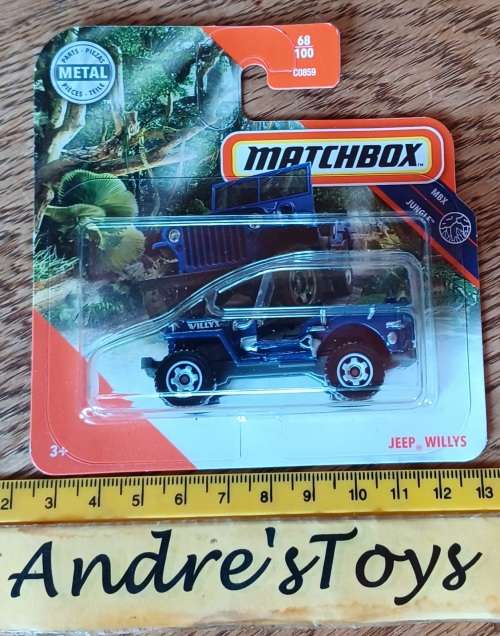 PARTS · PIEZAS
METAL
PIÈCES · TEILE
68
100
C0859
MATCHBOX
MBX
JUNGLE
WILLYS
3+
JEEP® WILLYS
2 3 4 5 6 7 8 9 10 11 12 13
Andre'sToys